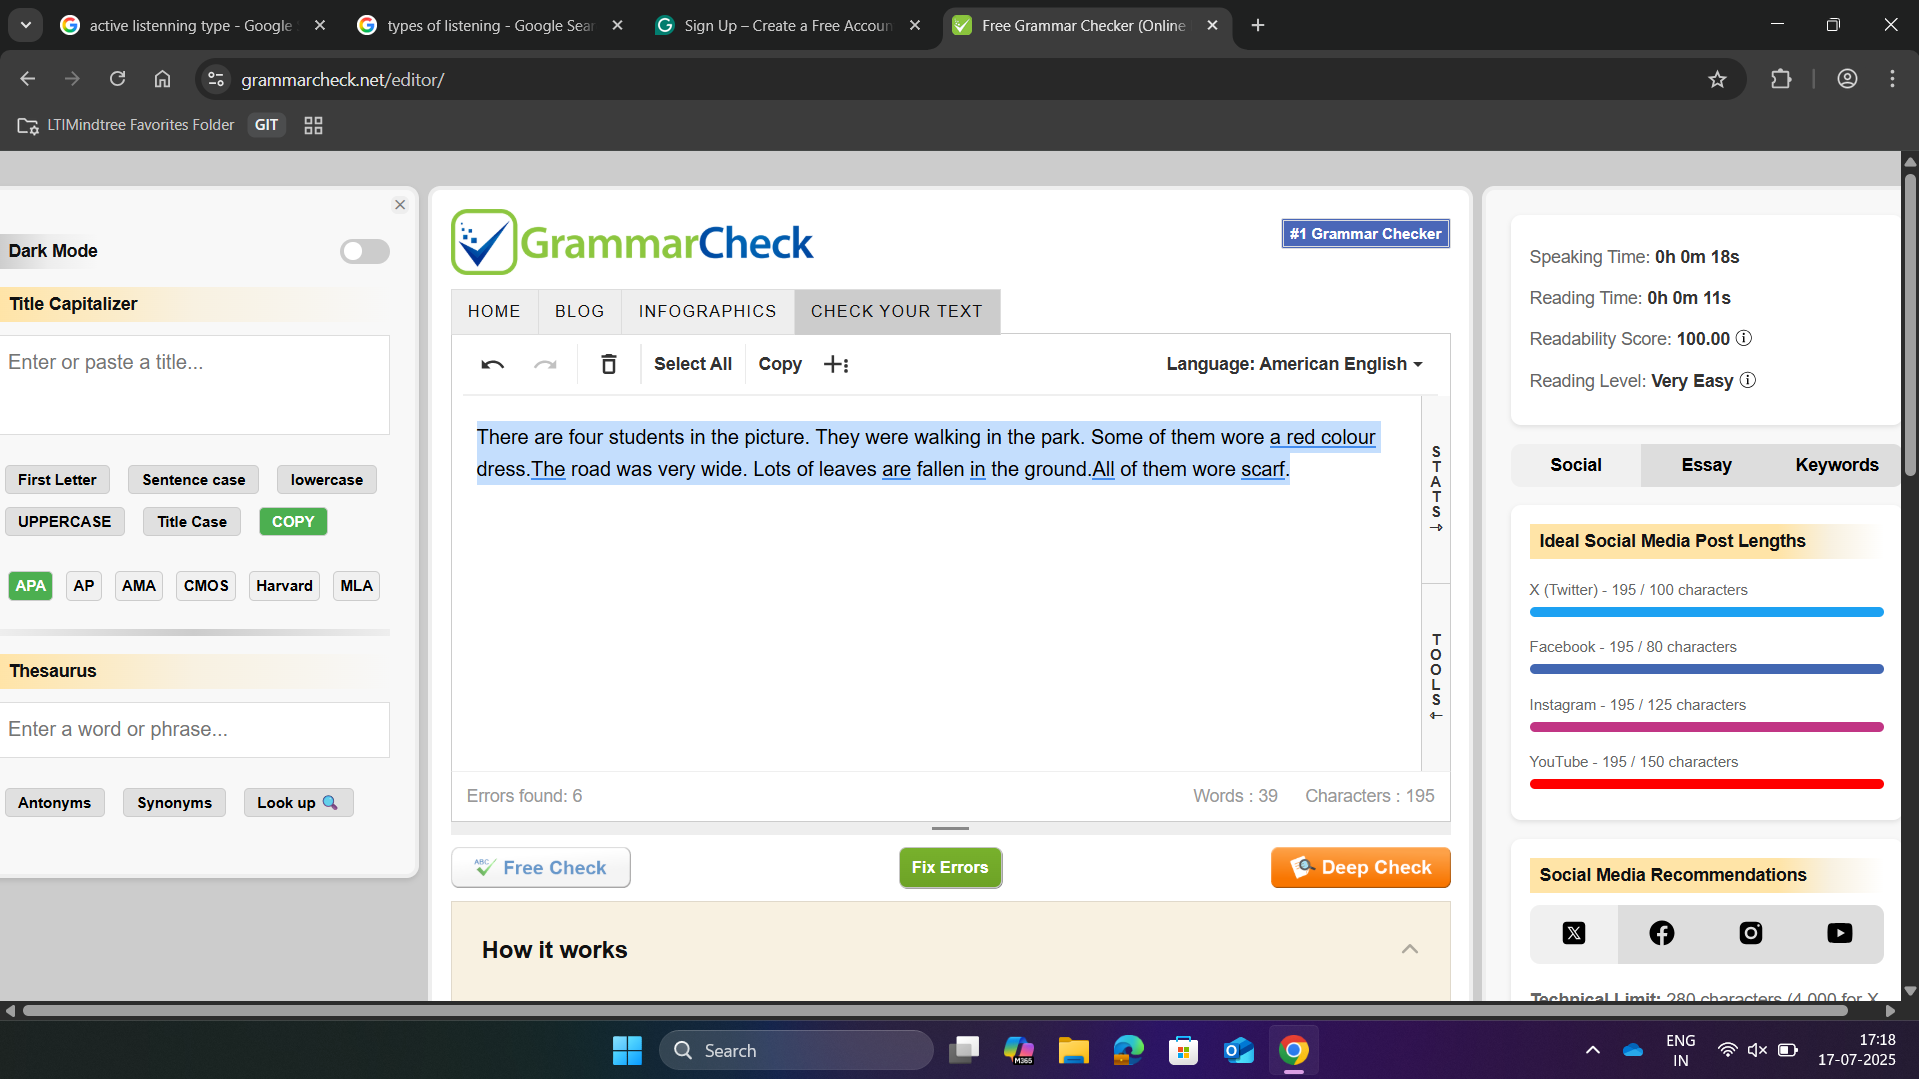 active listenning type - Google
types of listening - Google Sear
Sign Up – Create a Free Accoun
Free Grammar Checker (Online
grammarcheck.net/editor/
LTIMindtree Favorites Folder
GIT
Dark Mode
Title Capitalizer
Enter or paste a title...
First Letter
Sentence case
lowercase
UPPERCASE
Title Case
COPY
APA
AP
AMA
CMOS
Harvard
MLA
Thesaurus
Enter a word or phrase...
Antonyms
Synonyms
Look up
GrammarCheck
#1 Grammar Checker
HOME
BLOG
INFOGRAPHICS
CHECK YOUR TEXT
Select All
Copy
Language: American English
There are four students in the picture. They were walking in the park. Some of them wore a red colour
dress.The road was very wide. Lots of leaves are fallen in the ground.All of them wore scarf.
STATS
TOOLS
Errors found: 6
Words : 39
Characters : 195
ABC Free Check
Fix Errors
Deep Check
How it works
Speaking Time: 0h 0m 18s
Reading Time: 0h 0m 11s
Readability Score: 100.00
Reading Level: Very Easy
Social
Essay
Keywords
Ideal Social Media Post Lengths
X (Twitter) - 195 / 100 characters
Facebook - 195 / 80 characters
Instagram - 195 / 125 characters
YouTube - 195 / 150 characters
Social Media Recommendations
Technical Limit: 280 characters (4,000 for X
Search
M365
ENG
IN
17:18
17-07-2025